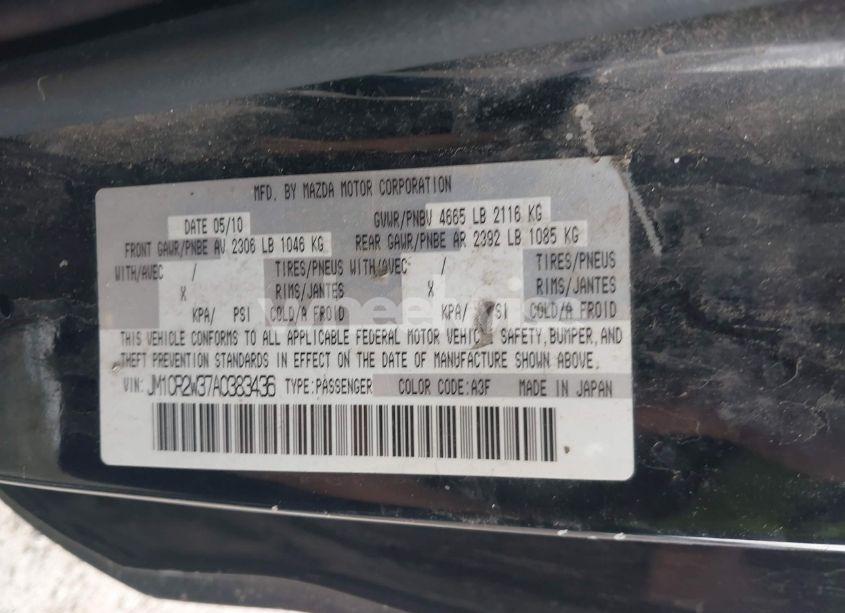 MFD. BY MAZDA MOTOR CORPORATION
DATE 05/10 GVWR/PNBV 4665 LB 2116 KG
FRONT GAWR/PNBE AV 2306 LB 1046 KG REAR GAWR/PNBE AR 2392 LB 1085 KG
WITH/AVEC / TIRES/PNEUS WITH/AVEC / TIRES/PNEUS
X RIMS/JANTES X RIMS/JANTES
KPA/ PSI COLD/A FROID KPA/ PSI COLD/A FROID
THIS VEHICLE CONFORMS TO ALL APPLICABLE FEDERAL MOTOR VEHICLE SAFETY, BUMPER, AND
THEFT PREVENTION STANDARDS IN EFFECT ON THE DATE OF MANUFACTURE SHOWN ABOVE.
VIN: JM1CR2W37A0383436 TYPE:PASSENGER COLOR CODE:A3F MADE IN JAPAN